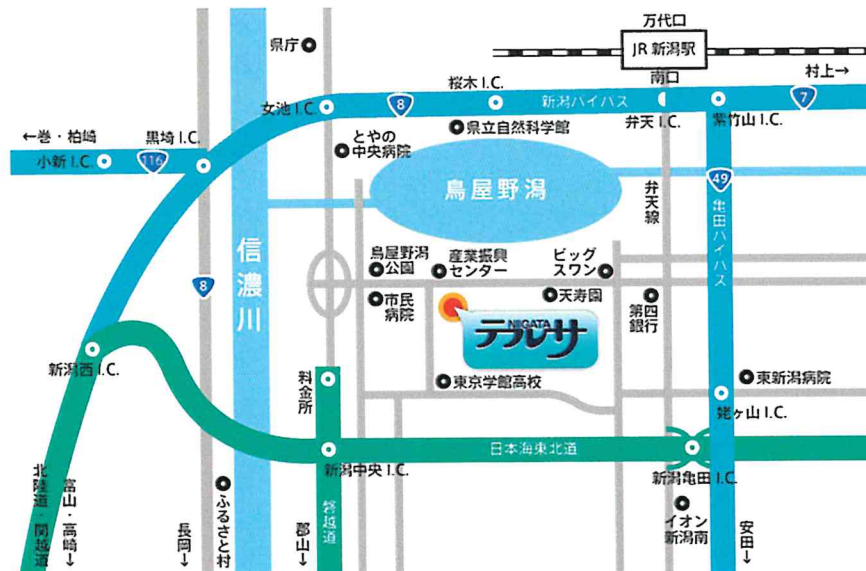 万代口
JR 新潟駅
南口
村上→
県庁
女池 I.C.
8
桜木 I.C.
新潟バイパス
弁天 I.C.
紫竹山 I.C.
7
←巻・柏崎
黒埼 I.C.
小新 I.C.
116
とやの
中央病院
県立自然科学館
鳥屋野潟
弁天線
49
亀田バイパス
信濃川
8
鳥屋野潟
公園
産業振興
センター
ビッグ
スワン
市民
病院
天寿園
第四
銀行
NIIGATA
テルサ
新潟西 I.C.
料金所
東京学館高校
東新潟病院
姥ヶ山 I.C.
日本海東北道
新潟中央 I.C.
新潟亀田 I.C.
北陸道・関越道
富山・高崎↓
長岡↓
ふるさと村
郡山↓
磐越道
イオン
新潟南
安田↓